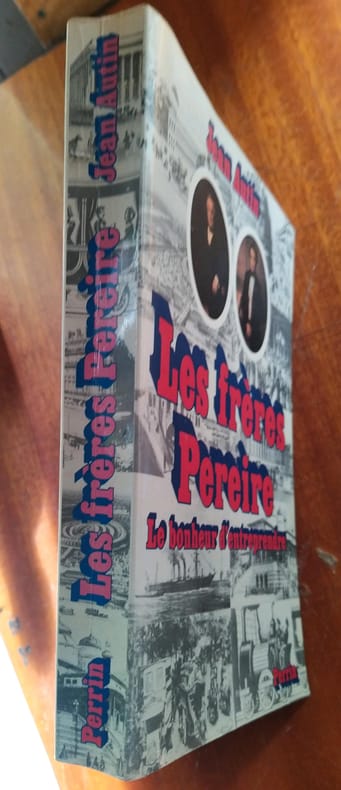 Jean Autin
Les frères
Pereire
Le bonheur d'entreprendre
Perrin
Perrin Les frères Pereire Jean Autin